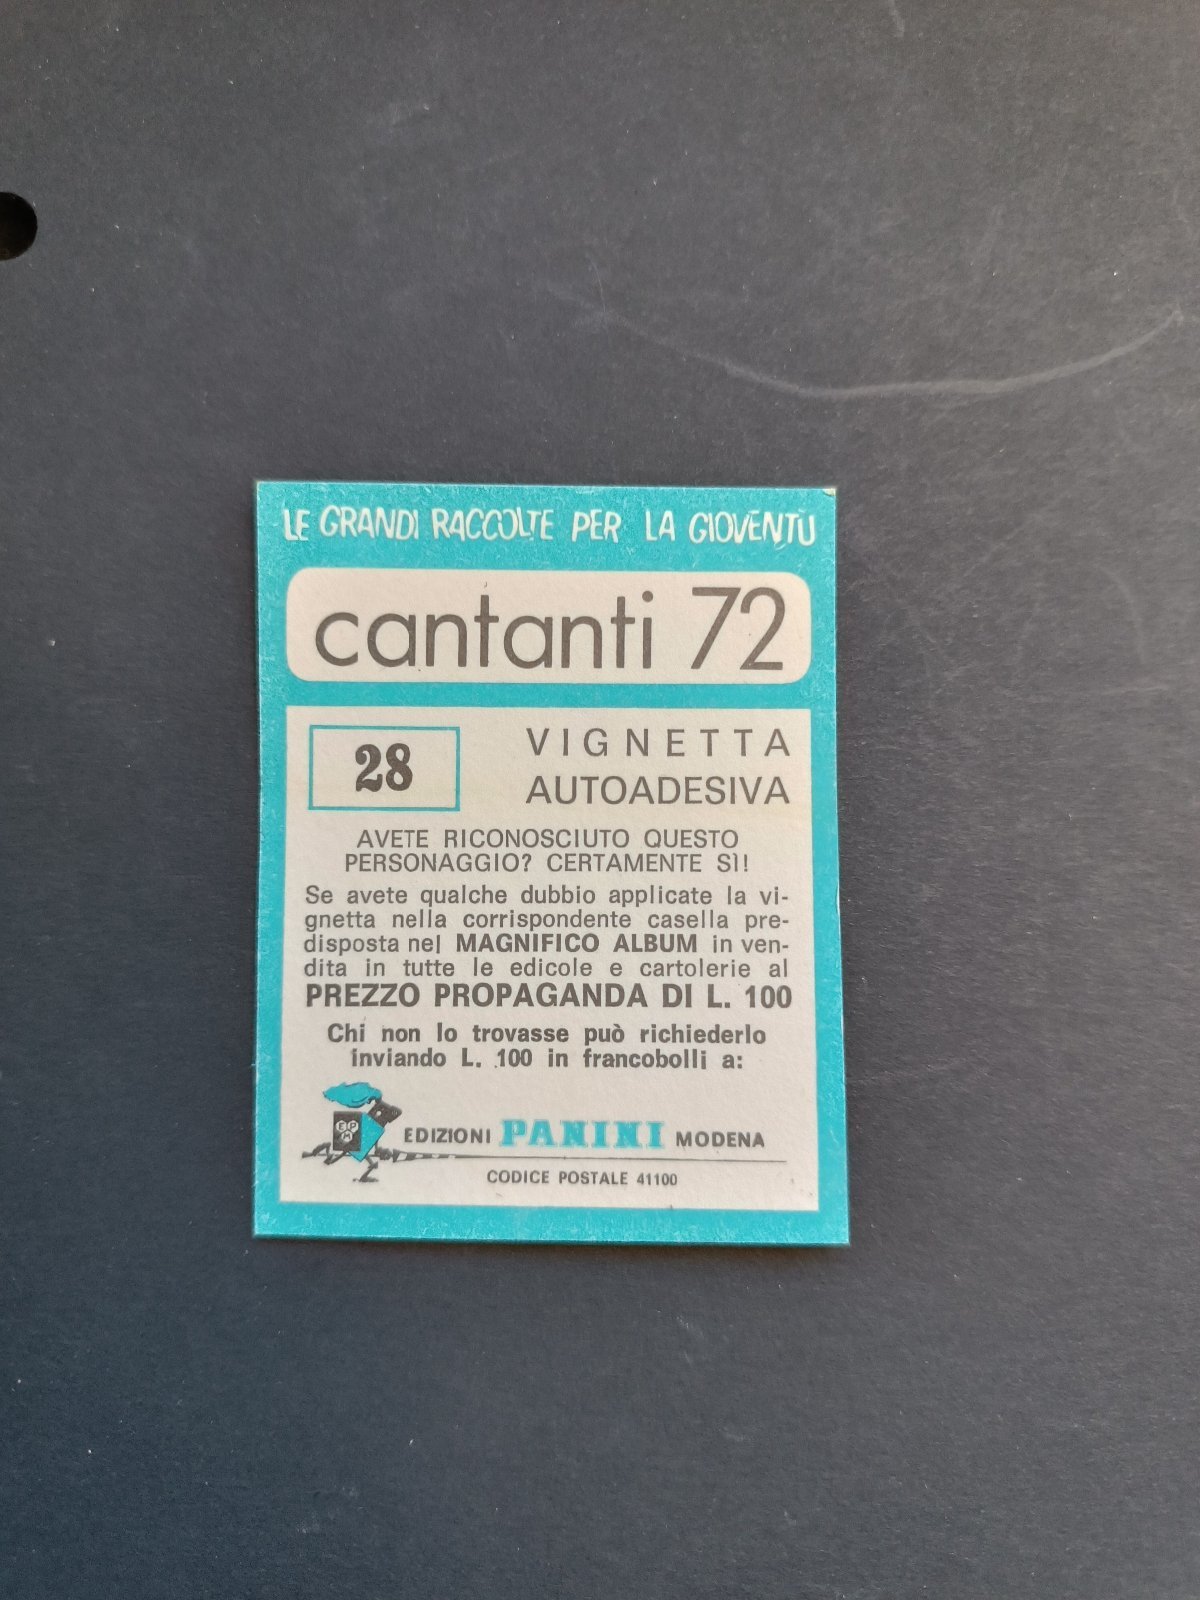 LE GRANDI RACCOLTE PER LA GIOVENTÙ
cantanti 72
28
VIGNETTA
AUTOADESIVA
AVETE RICONOSCIUTO QUESTO
PERSONAGGIO? CERTAMENTE SÌ!
Se avete qualche dubbio applicate la vi-
gnetta nella corrispondente casella pre-
disposta nel MAGNIFICO ALBUM in ven-
dita in tutte le edicole e cartolerie al
PREZZO PROPAGANDA DI L. 100
Chi non lo trovasse può richiederlo
inviando L. 100 in francobolli a:
EPM
EDIZIONI PANINI MODENA
CODICE POSTALE 41100